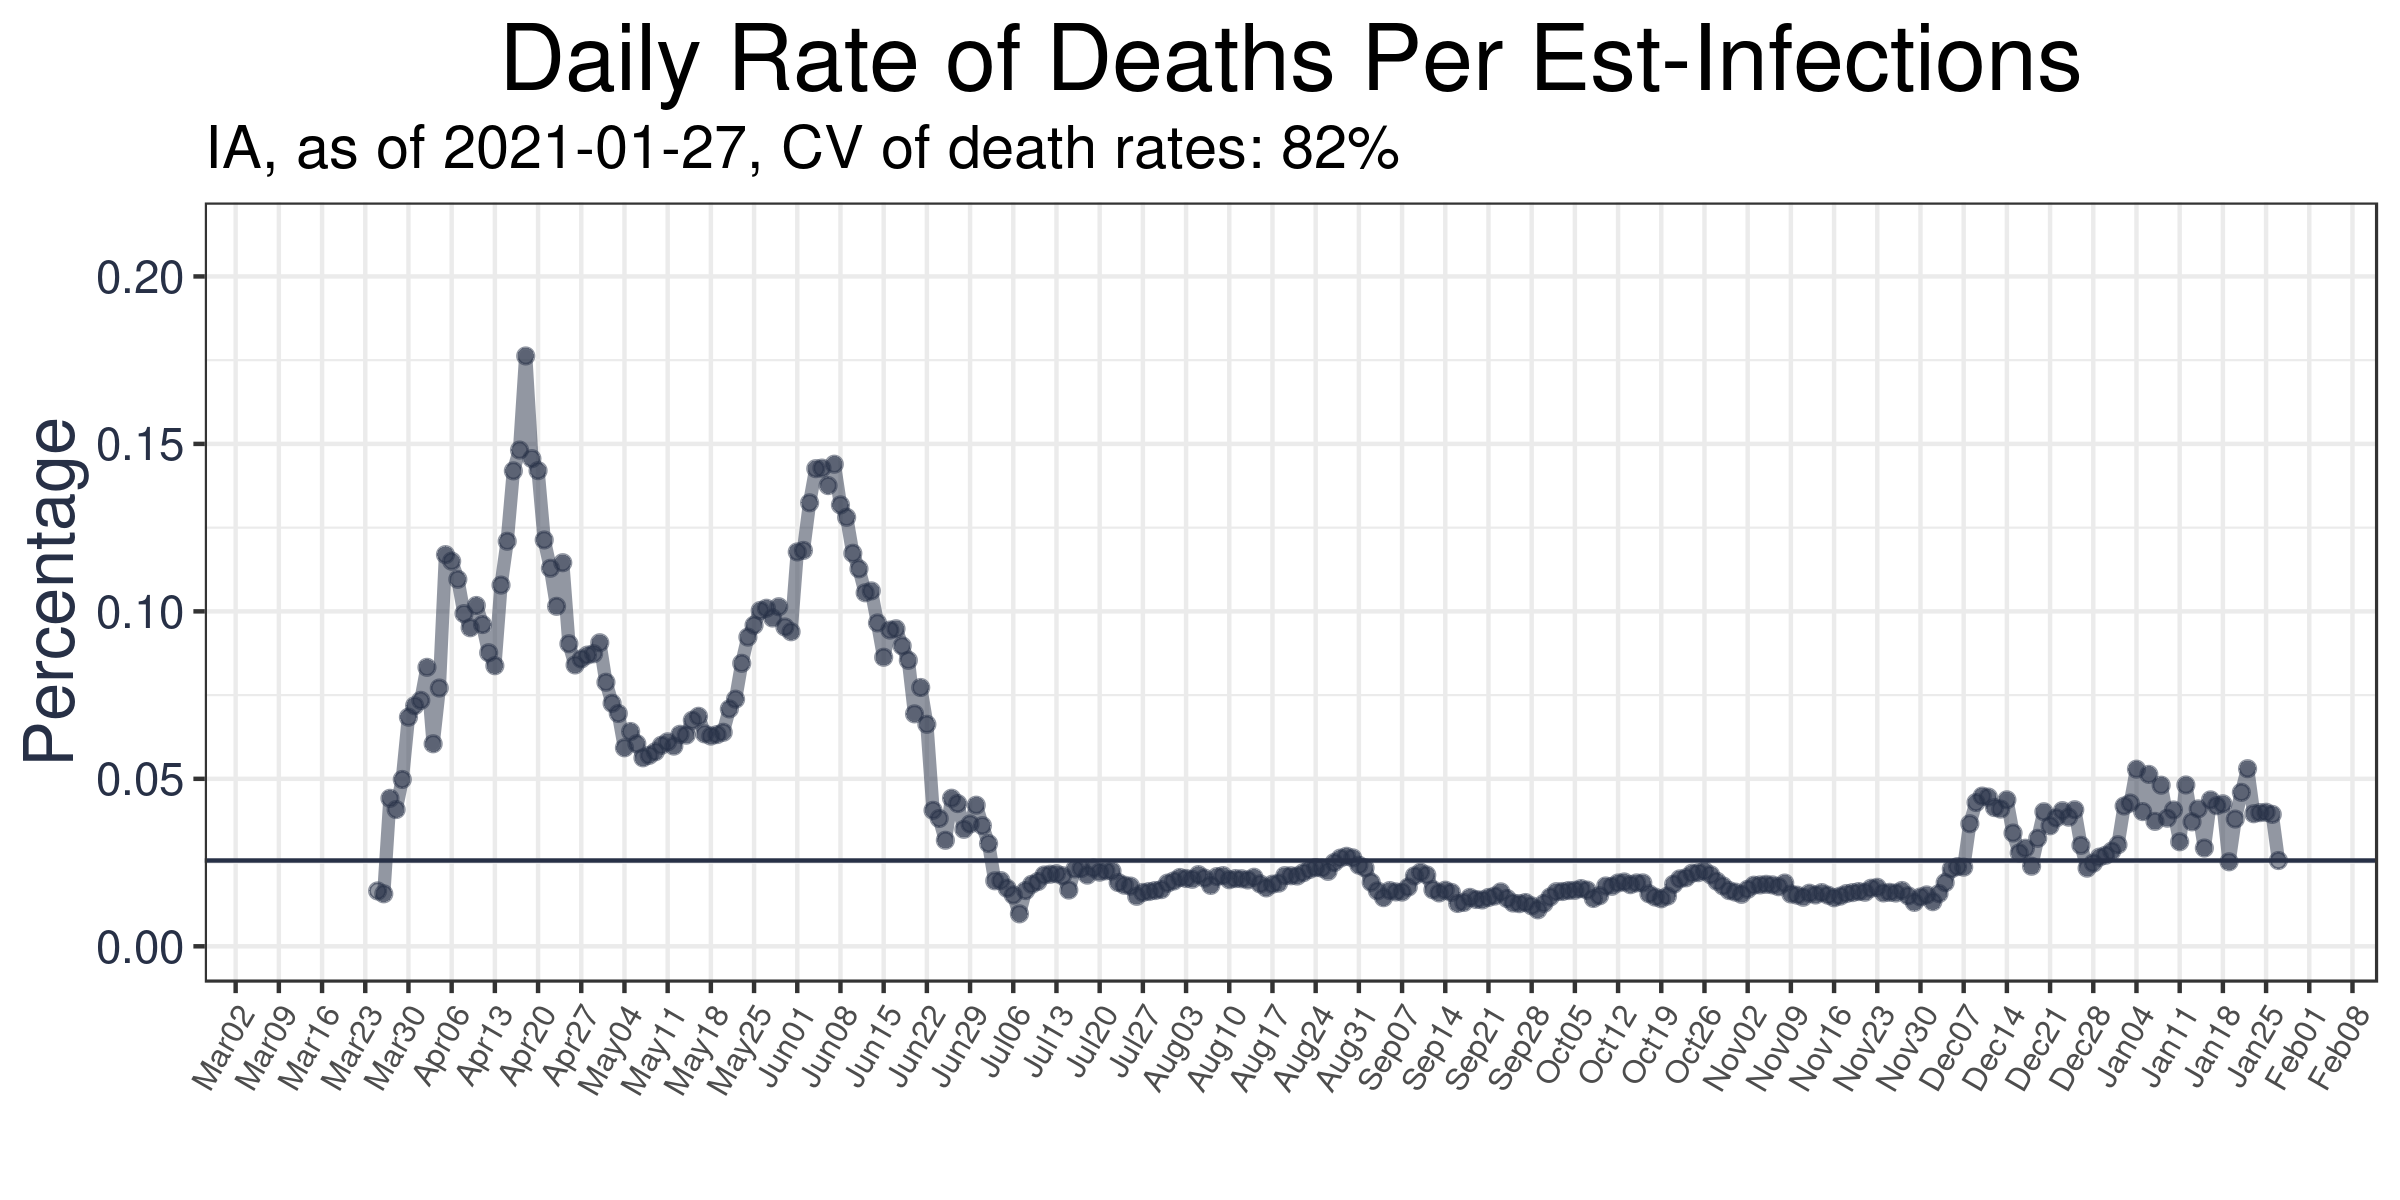 Daily Rate of Deaths Per Est-Infections
IA, as of 2021-01-27, CV of death rates: 82%
Percentage
0.20
0.15
0.10
0.05
0.00
Mar02
Mar09
Mar16
Mar23
Mar30
Apr06
Apr13
Apr20
Apr27
May04
May11
May18
May25
Jun01
Jun08
Jun15
Jun22
Jun29
Jul06
Jul13
Jul20
Jul27
Aug03
Aug10
Aug17
Aug24
Aug31
Sep07
Sep14
Sep21
Sep28
Oct05
Oct12
Oct19
Oct26
Nov02
Nov09
Nov16
Nov23
Nov30
Dec07
Dec14
Dec21
Dec28
Jan04
Jan11
Jan18
Jan25
Feb01
Feb08